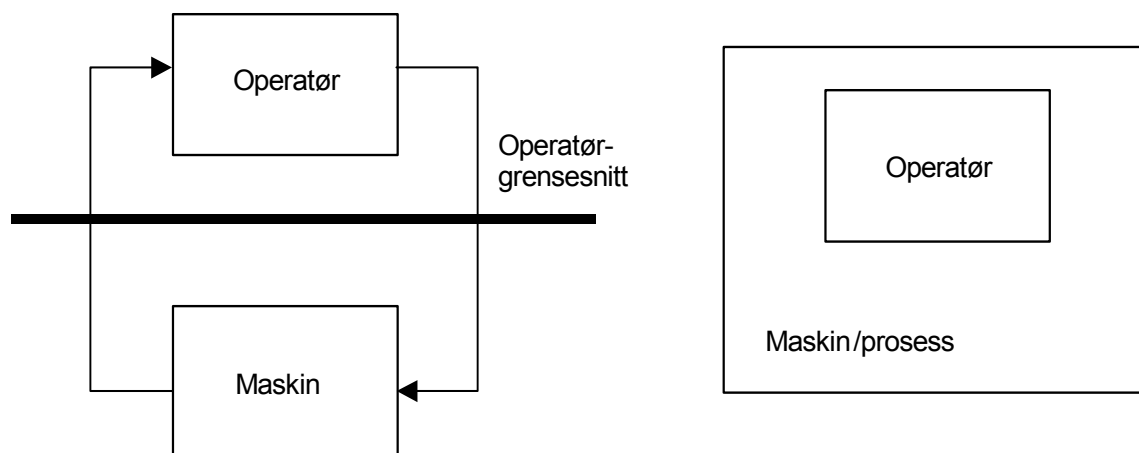 Operatør
Operatør-
grensesnitt
Maskin
Operatør
Maskin/prosess